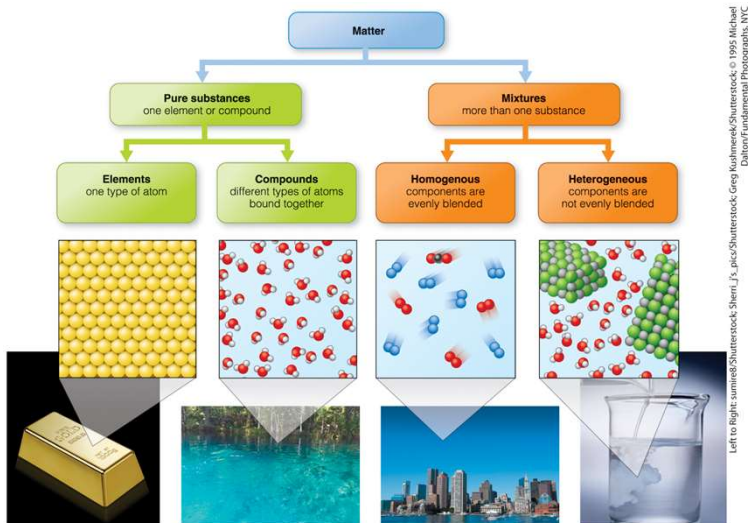 Matter
Pure substances
one element or compound
Mixtures
more than one substance
Elements
one type of atom
Compounds
different types of atoms
bound together
Homogenous
components are
evenly blended
Heterogeneous
components are
not evenly blended
GOLD
Left to Right: sumire8/Shutterstock; Sherri_j's_pics/Shutterstock; Greg Kushmerek/Shutterstock; © 1995 Michael
Dalton/Fundamental Photographs, NYC